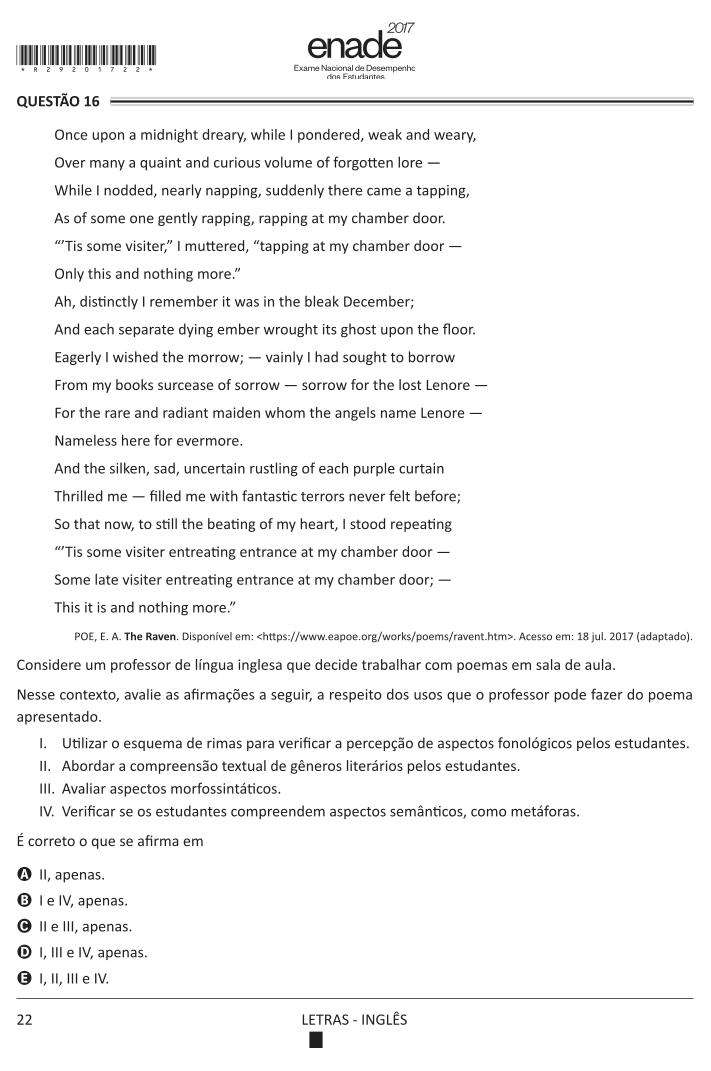 enade 2017
Exame Nacional de Desempenho
dos Estudantes
*R2920172 2*
QUESTÃO 16
Once upon a midnight dreary, while I pondered, weak and weary,
Over many a quaint and curious volume of forgotten lore —
While I nodded, nearly napping, suddenly there came a tapping,
As of some one gently rapping, rapping at my chamber door.
“’Tis some visiter,” I muttered, “tapping at my chamber door —
Only this and nothing more.”
Ah, distinctly I remember it was in the bleak December;
And each separate dying ember wrought its ghost upon the floor.
Eagerly I wished the morrow; — vainly I had sought to borrow
From my books surcease of sorrow — sorrow for the lost Lenore —
For the rare and radiant maiden whom the angels name Lenore —
Nameless here for evermore.
And the silken, sad, uncertain rustling of each purple curtain
Thrilled me — filled me with fantastic terrors never felt before;
So that now, to still the beating of my heart, I stood repeating
“’Tis some visiter entreating entrance at my chamber door —
Some late visiter entreating entrance at my chamber door; —
This it is and nothing more.”
POE, E. A. The Raven. Disponível em: <https://www.eapoe.org/works/poems/ravent.htm>. Acesso em: 18 jul. 2017 (adaptado).
Considere um professor de língua inglesa que decide trabalhar com poemas em sala de aula.
Nesse contexto, avalie as afirmações a seguir, a respeito dos usos que o professor pode fazer do poema
apresentado.
I. Utilizar o esquema de rimas para verificar a percepção de aspectos fonológicos pelos estudantes.
II. Abordar a compreensão textual de gêneros literários pelos estudantes.
III. Avaliar aspectos morfossintáticos.
IV. Verificar se os estudantes compreendem aspectos semânticos, como metáforas.
É correto o que se afirma em
A II, apenas.
B I e IV, apenas.
C II e III, apenas.
D I, III e IV, apenas.
E I, II, III e IV.
22
LETRAS - INGLÊS